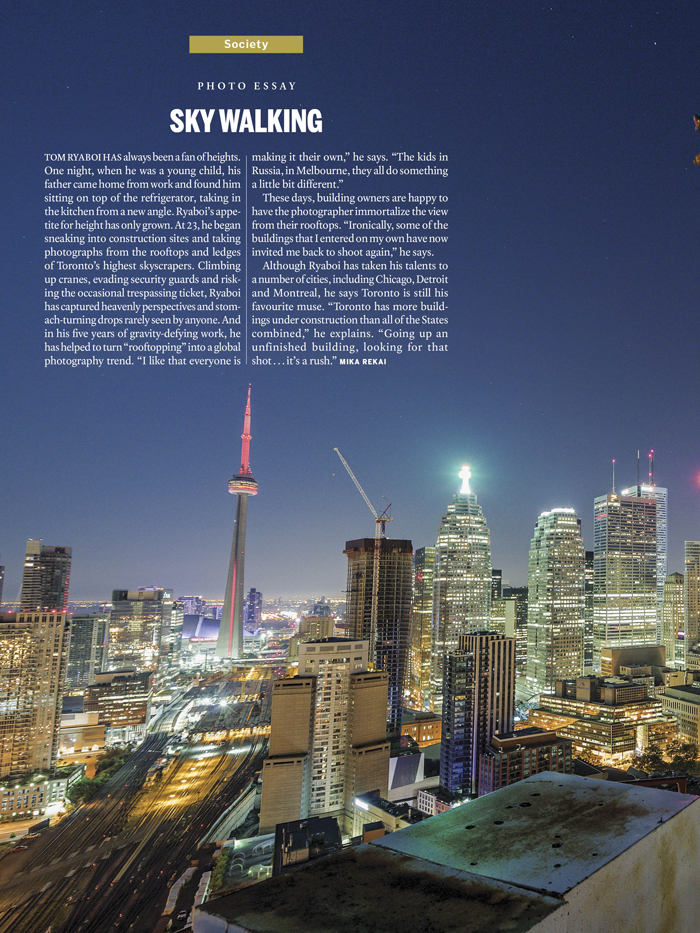 Society
PHOTO ESSAY
SKY WALKING
TOM RYABOI HAS always been a fan of heights.
One night, when he was a young child, his
father came home from work and found him
sitting on top of the refrigerator, taking in
the kitchen from a new angle. Ryaboi’s appe-
tite for height has only grown. At 23, he began
sneaking into construction sites and taking
photographs from the rooftops and ledges
of Toronto’s highest skyscrapers. Climbing
up cranes, evading security guards and risk-
ing the occasional trespassing ticket, Ryaboi
has captured heavenly perspectives and stom-
ach-turning drops rarely seen by anyone. And
in his five years of gravity-defying work, he
has helped to turn “rooftopping” into a global
photography trend. “I like that everyone is
making it their own,” he says. “The kids in
Russia, in Melbourne, they all do something
a little bit different.”
These days, building owners are happy to
have the photographer immortalize the view
from their rooftops. “Ironically, some of the
buildings that I entered on my own have now
invited me back to shoot again,” he says.
Although Ryaboi has taken his talents to
a number of cities, including Chicago, Detroit
and Montreal, he says Toronto is still his
favourite muse. “Toronto has more build-
ings under construction than all of the States
combined,” he explains. “Going up an
unfinished building, looking for that
shot . . . it’s a rush.” MIKA REKAI